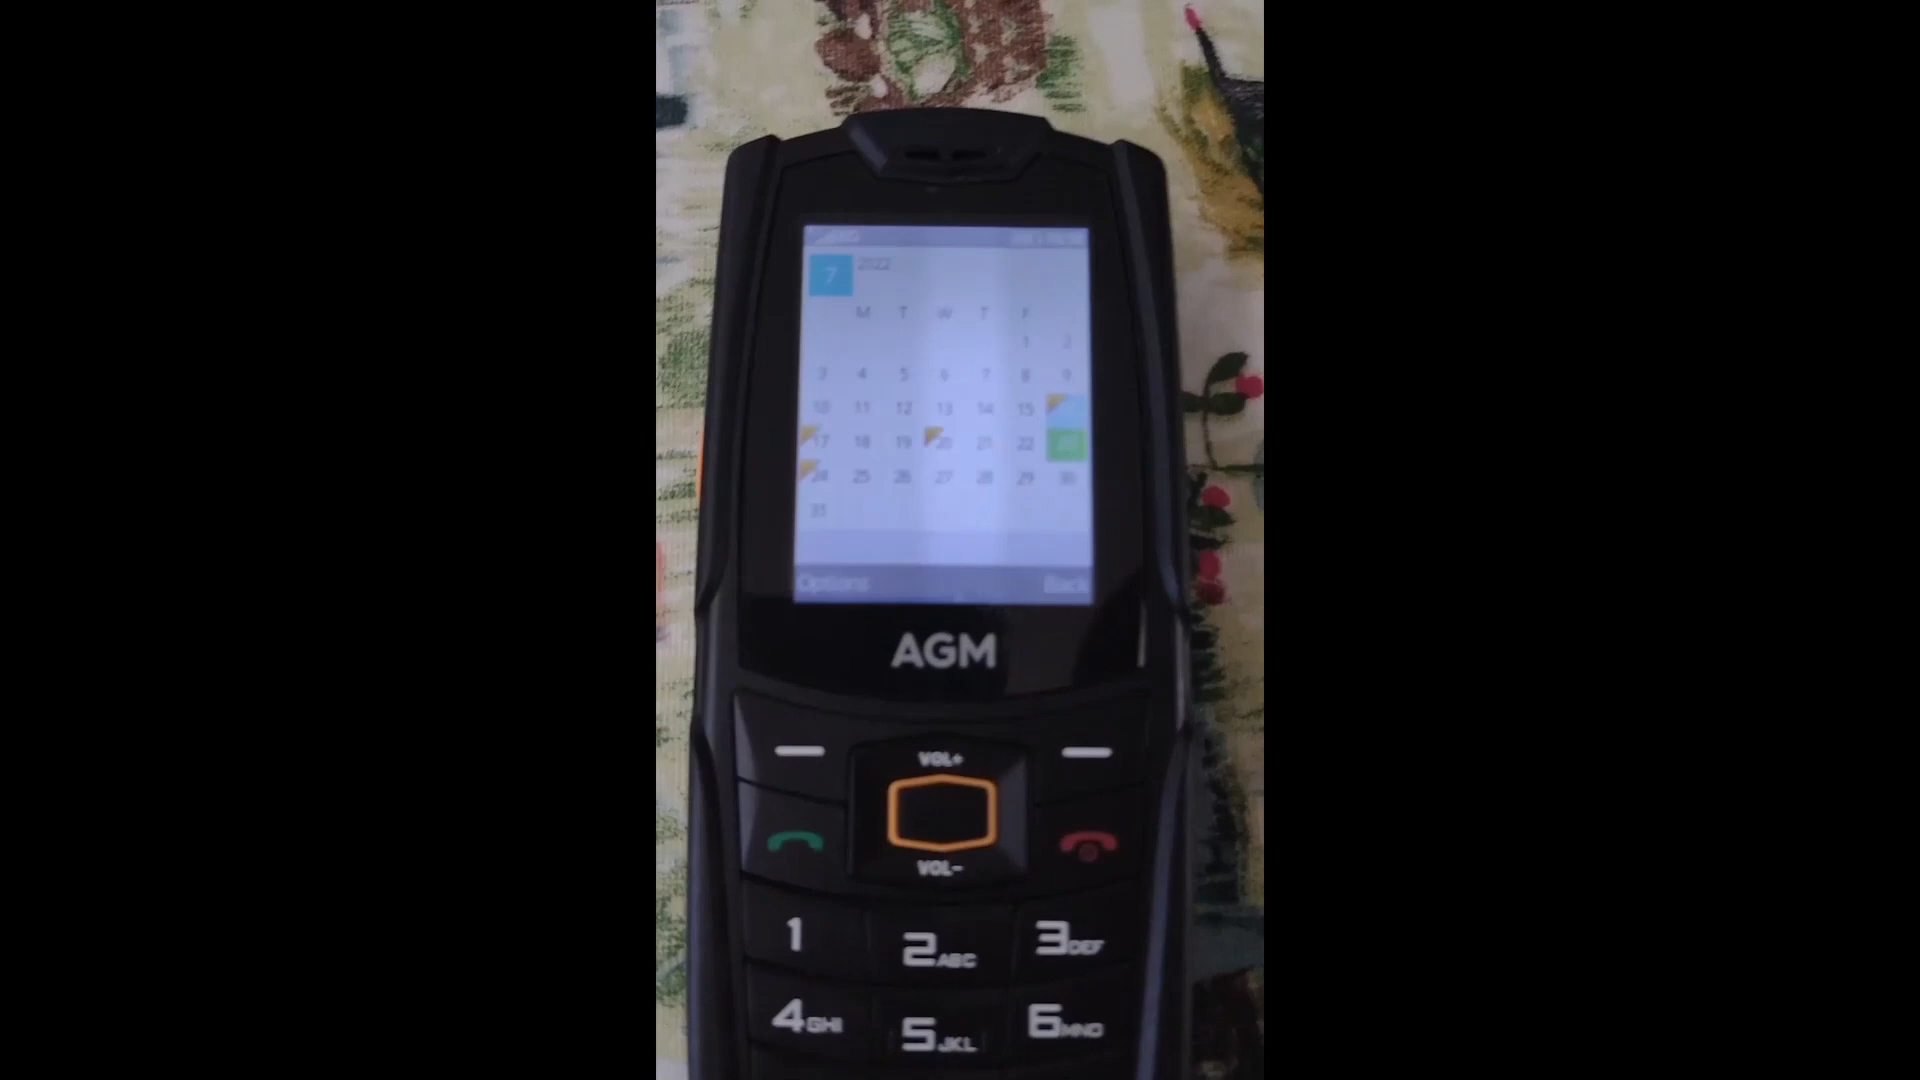 7 2022
M T W T F
1 2
3 4 5 6 7 8 9
10 11 12 13 14 15
17 18 19 20 21 22
24 25 26 27 28 29 30
31
Options Back
AGM
VOL+
VOL-
1 2ABC 3DEF
4GHI 5JKL 6MNO